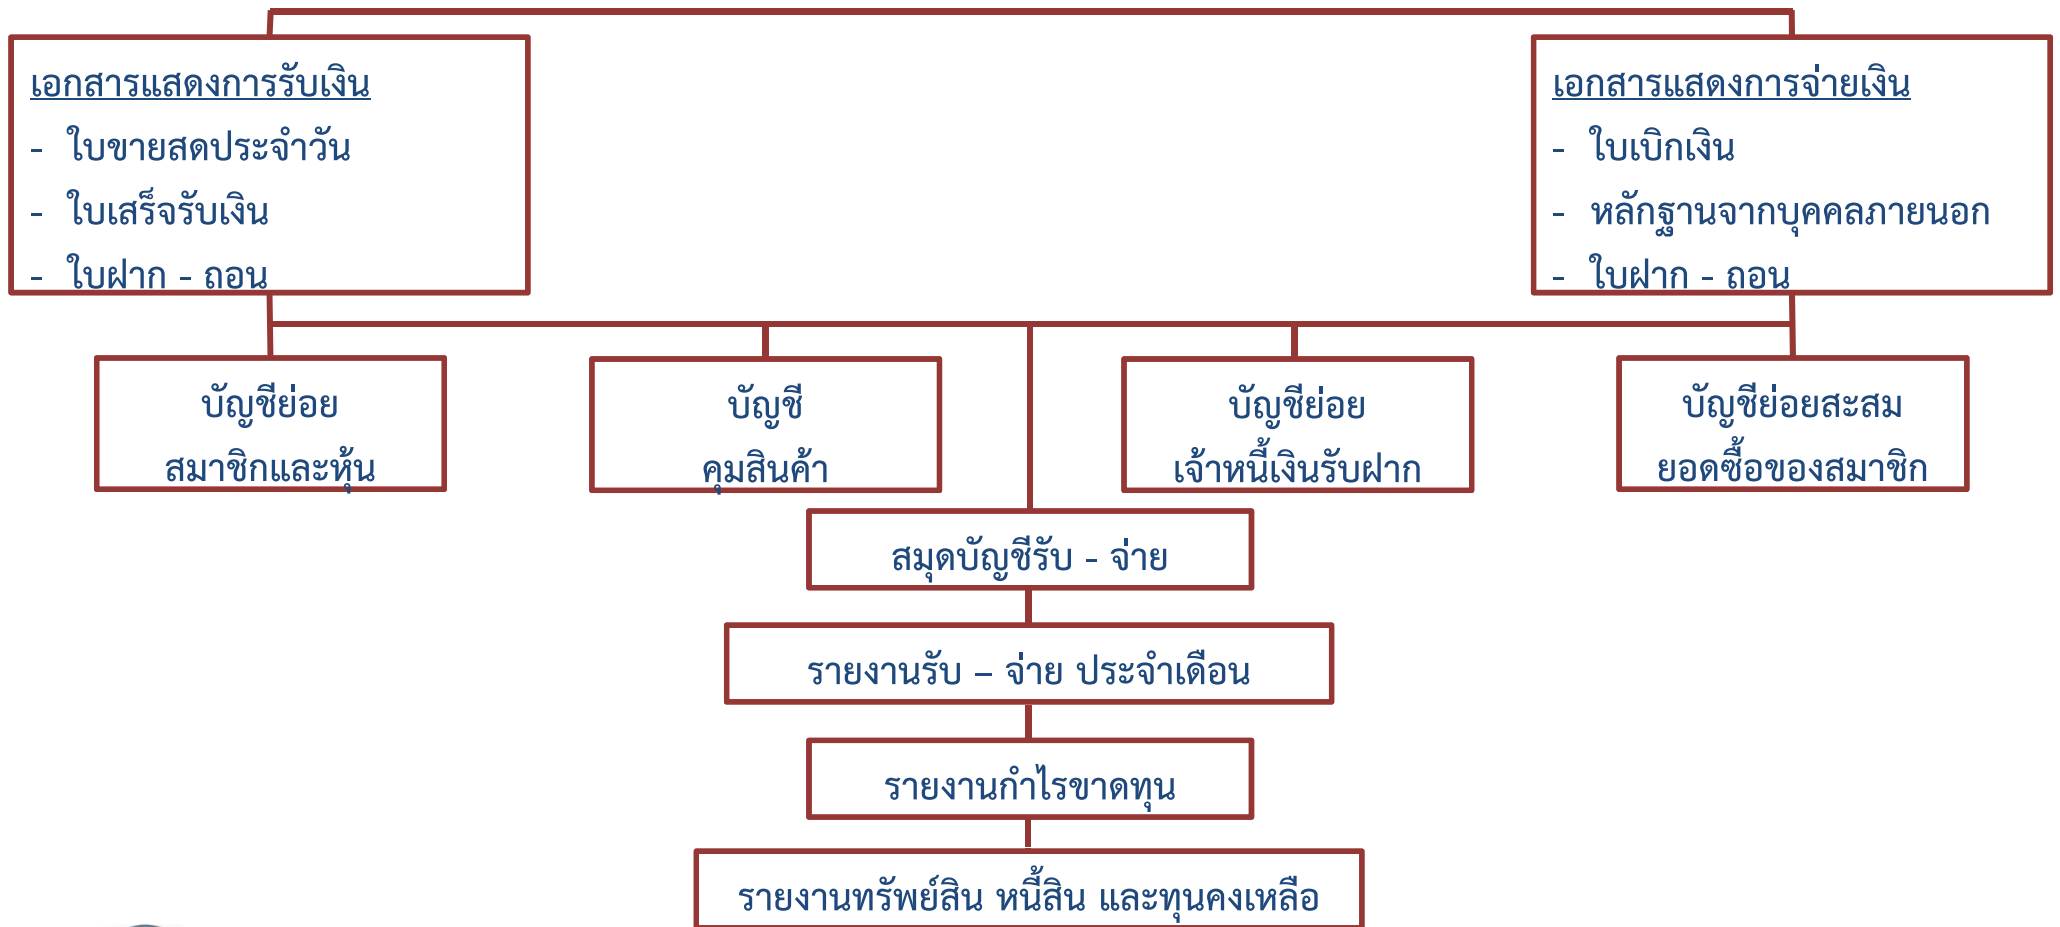 เอกสารแสดงการรับเงิน
- ใบขายสดประจำวัน
- ใบเสร็จรับเงิน
- ใบฝาก - ถอน
เอกสารแสดงการจ่ายเงิน
- ใบเบิกเงิน
- หลักฐานจากบุคคลภายนอก
- ใบฝาก - ถอน
บัญชีย่อย
สมาชิกและหุ้น
บัญชี
คุมสินค้า
บัญชีย่อย
เจ้าหนี้เงินรับฝาก
บัญชีย่อยสะสม
ยอดซื้อของสมาชิก
สมุดบัญชีรับ - จ่าย
รายงานรับ – จ่าย ประจำเดือน
รายงานกำไรขาดทุน
รายงานทรัพย์สิน หนี้สิน และทุนคงเหลือ